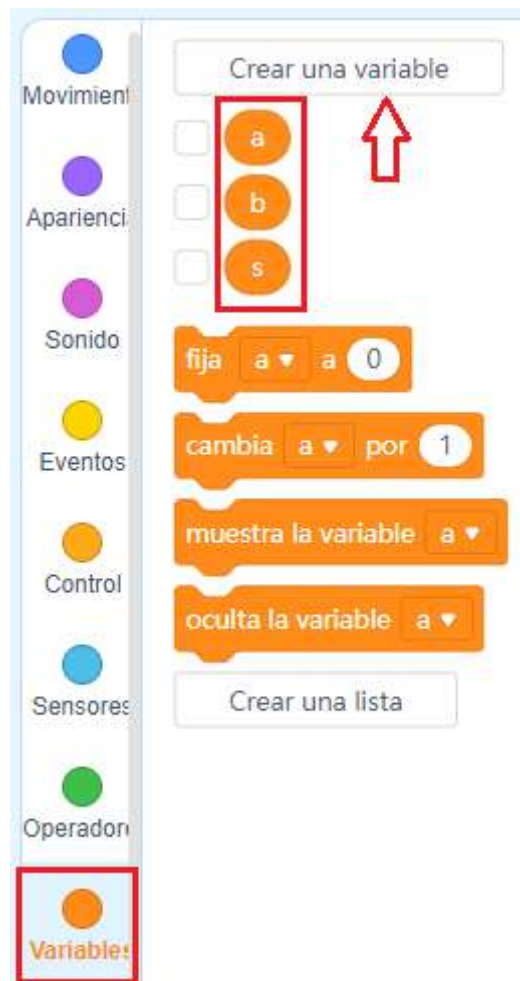 Movimient
Aparienci
Sonido
Eventos
Control
Sensores
Operador
Variables
Crear una variable
a
b
s
fija a a 0
cambia a por 1
muestra la variable a
oculta la variable a
Crear una lista